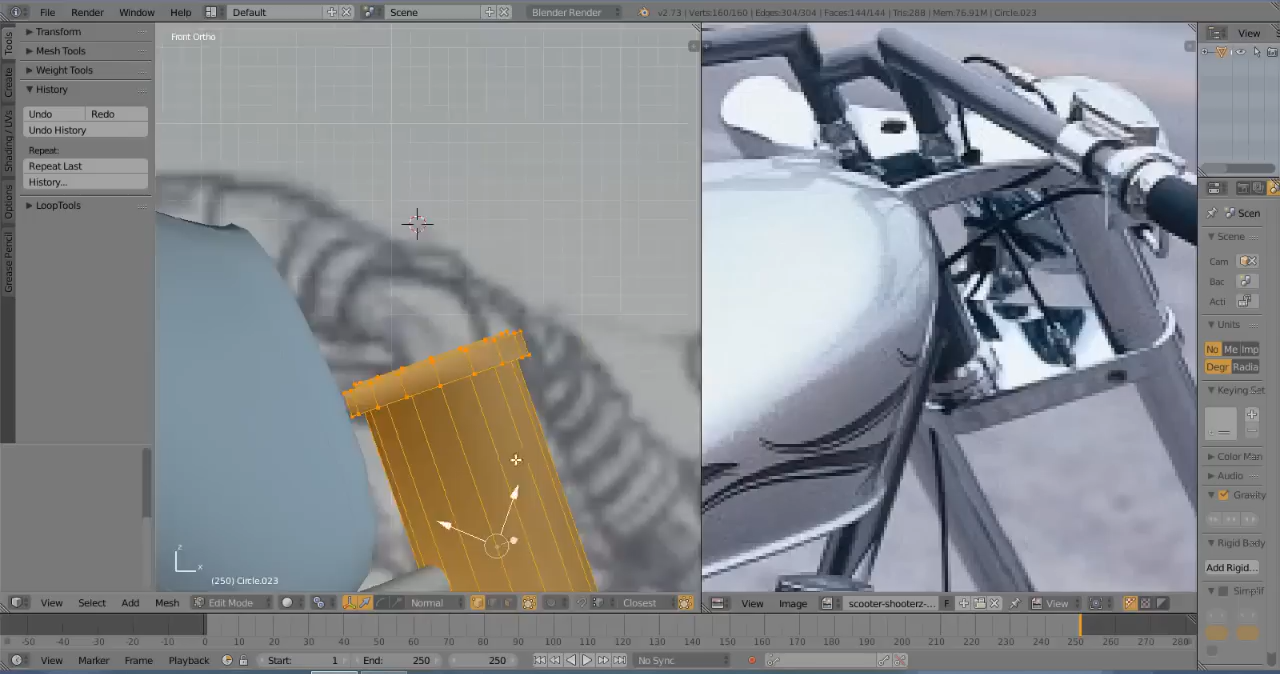 File Render Window Help Default Scene Blender Render v2.73 | Verts:160/160 | Edges:304/304 | Faces:144/144 | Tris:288 | Mem:76.91M | Circle.023
Tools
Create
Shading / UVs
Options
Grease Pencil
Transform
Mesh Tools
Weight Tools
History
Undo Redo
Undo History
Repeat:
Repeat Last
History...
LoopTools
Front Ortho
z
x
(250) Circle.023
View
Scen
Scene
Cam
Bac
Acti
Units
No Me Imp
Degr Radia
Keying Set
Color Man
Audio
Gravity
Rigid Body
Add Rigid...
Simplif
View Select Add Mesh Edit Mode Normal Closest
View Image scooter-shooterz-... F View
-50 -40 -30 -20 -10 0 10 20 30 40 50 60 70 80 90 100 110 120 130 140 150 160 170 180 190 200 210 220 230 240 250 260 270 280
View Marker Frame Playback Start: 1 End: 250 250 No Sync